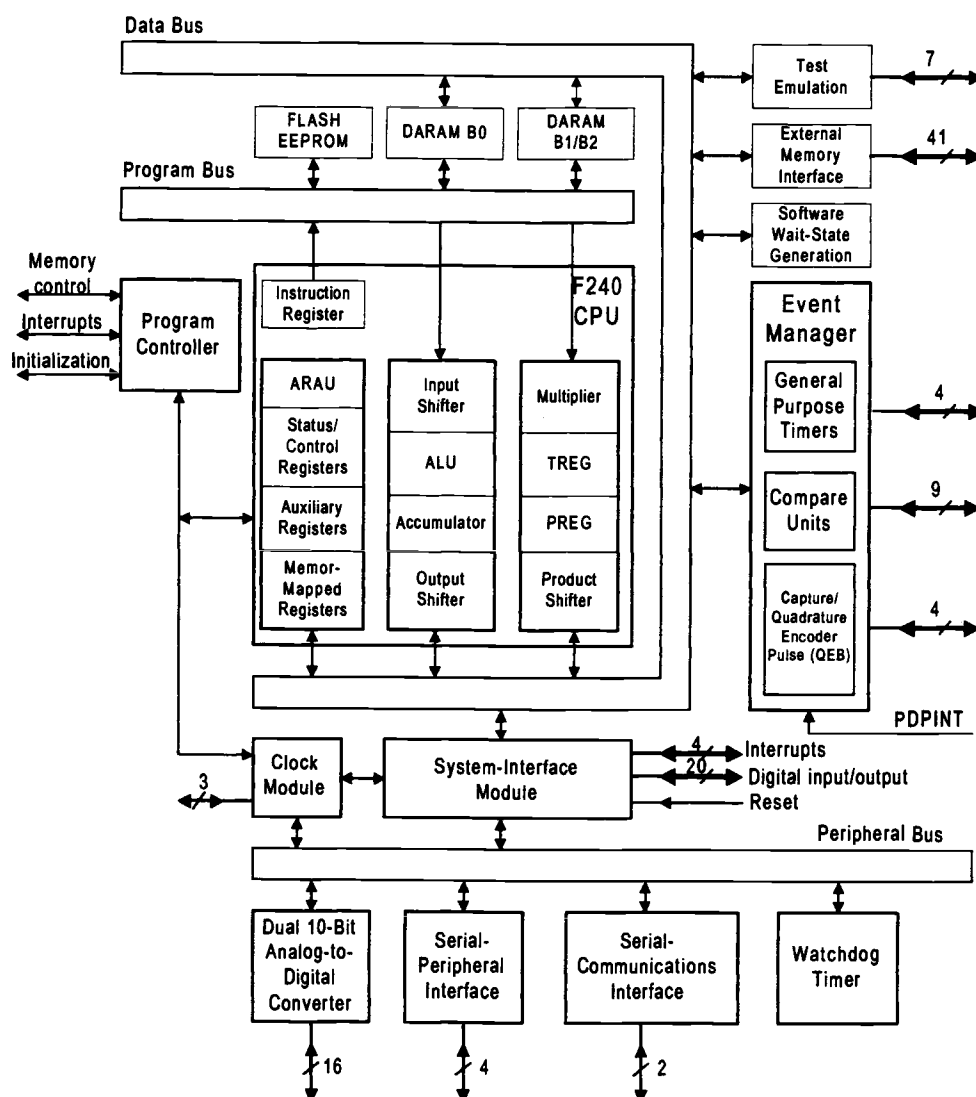 Data Bus
FLASH
EEPROM
DARAM B0
DARAM
B1/B2
Program Bus
Test
Emulation
7
External
Memory
Interface
41
Software
Wait-State
Generation
Memory
control
Interrupts
Initialization
Program
Controller
F240
CPU
Instruction
Register
ARAU
Status/
Control
Registers
Auxiliary
Registers
Memor-
Mapped
Registers
Input
Shifter
ALU
Accumulator
Output
Shifter
Multiplier
TREG
PREG
Product
Shifter
Event
Manager
General
Purpose
Timers
4
Compare
Units
9
Capture/
Quadrature
Encoder
Pulse (QEB)
4
PDPINT
Clock
Module
3
System-Interface
Module
4
Interrupts
20
Digital input/output
Reset
Peripheral Bus
Dual 10-Bit
Analog-to-
Digital
Converter
16
Serial-
Peripheral
Interface
4
Serial-
Communications
Interface
2
Watchdog
Timer